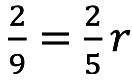 2/9 = 2/5 r